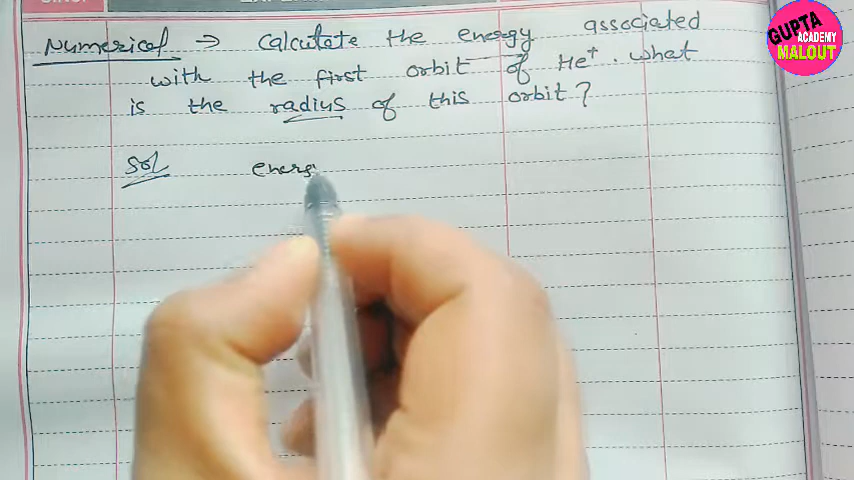 GUPTA
ACADEMY
MALOUT
Numerical → Calculate the energy associated
with the first orbit of He⁺. what
is the radius of this orbit?
Sol energ